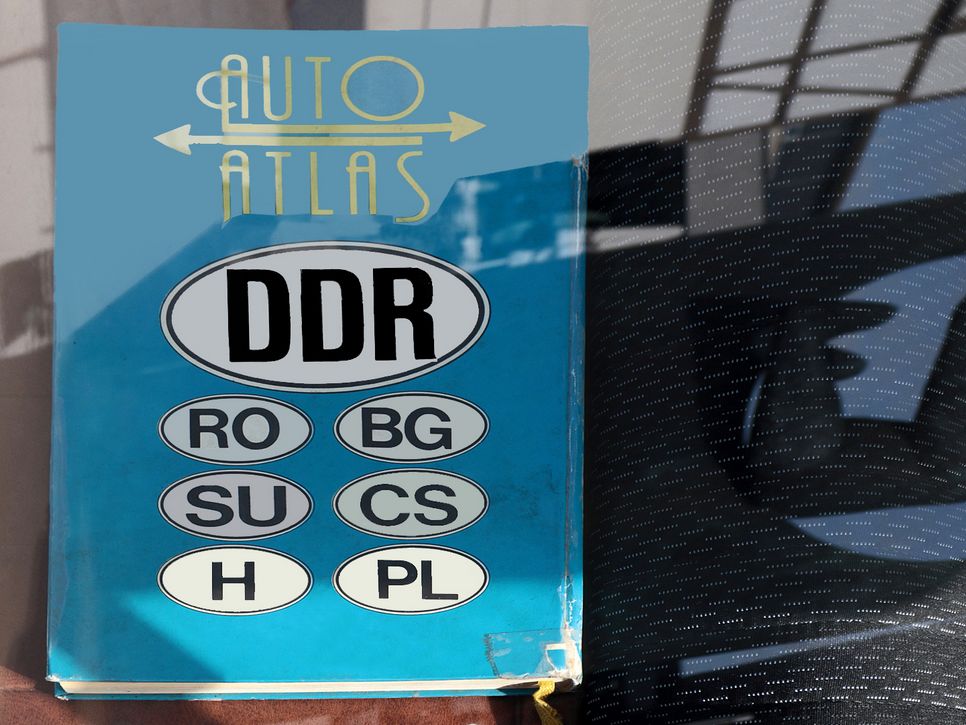 AUTO
ATLAS
DDR
RO BG
SU CS
H PL